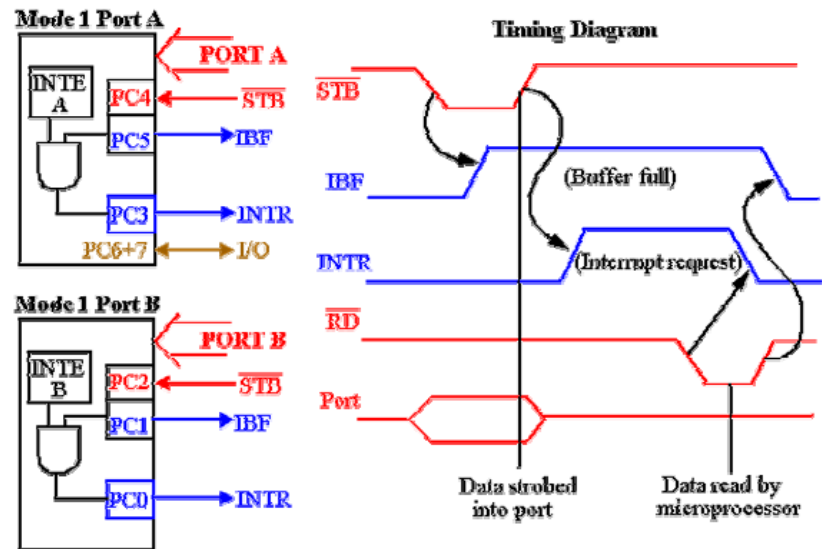 Mode 1 Port A
PORT A
INTE
A
PC4
STB
PC5
IBF
PC3
INTR
PC6+7
I/O
Mode 1 Port B
PORT B
INTE
B
PC2
STB
PC1
IBF
PC0
INTR
Timing Diagram
STB
IBF
(Buffer full)
INTR
(Interrupt request)
RD
Port
Data strobed
into port
Data read by
microprocessor